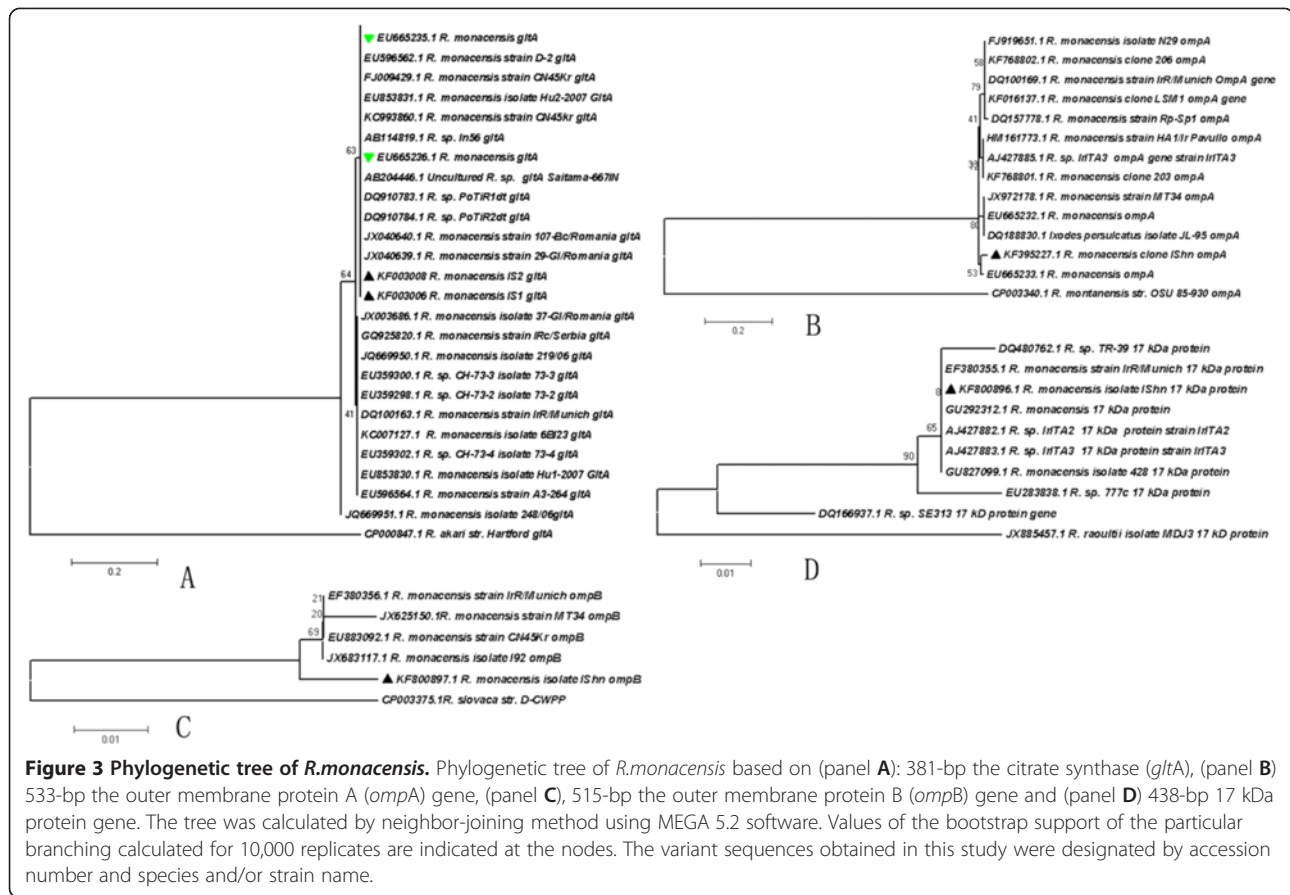 EU665235.1 R. monacensis gltA
EU596562.1 R. monacensis strain D-2 gltA
FJ009429.1 R. monacensis strain CN45Kr gltA
EU853831.1 R. monacensis isolate Hu2-2007 GltA
KC993860.1 R. monacensis strain CN45kr gltA
AB114819.1 R. sp. In56 gltA
63
EU665236.1 R. monacensis gltA
AB204446.1 Uncultured R. sp. gltA Saitama-667IN
DQ910783.1 R. sp. PoTiR1dt gltA
DQ910784.1 R. sp. PoTiR2dt gltA
JX040640.1 R. monacensis strain 107-Bc/Romania gltA
JX040639.1 R. monacensis strain 29-Gl/Romania gltA
64
KF003008 R. monacensis IS2 gltA
KF003006 R. monacensis IS1 gltA
JX003686.1 R. monacensis isolate 37-Gl/Romania gltA
GQ925820.1 R. monacensis strain IRc/Serbia gltA
JQ669950.1 R. monacensis isolate 219/06 gltA
EU359300.1 R. sp. CH-73-3 isolate 73-3 gltA
EU359298.1 R. sp. CH-73-2 isolate 73-2 gltA
41
DQ100163.1 R. monacensis strain IrR/Munich gltA
KC007127.1 R. monacensis isolate 6BI23 gltA
EU359302.1 R. sp. CH-73-4 isolate 73-4 gltA
EU853830.1 R. monacensis isolate Hu1-2007 GltA
EU596564.1 R. monacensis strain A3-264 gltA
JQ669951.1 R. monacensis isolate 248/06gltA
CP000847.1 R. akari str. Hartford gltA
0.2
A
FJ919651.1 R. monacensis isolate N29 ompA
58
KF768802.1 R. monacensis clone 206 ompA
79
DQ100169.1 R. monacensis strain IrR/Munich OmpA gene
KF016137.1 R. monacensis clone LSM1 ompA gene
41
DQ157778.1 R. monacensis strain Rp-Sp1 ompA
HM161773.1 R. monacensis strain HA1/Ir Pavullo ompA
AJ427885.1 R. sp. IrITA3 ompA gene strain IrITA3
KF768801.1 R. monacensis clone 203 ompA
JX972178.1 R. monacensis strain MT34 ompA
EU665232.1 R. monacensis ompA
80
DQ188830.1 Ixodes persulcatus isolate JL-95 ompA
KF395227.1 R. monacensis clone IShn ompA
53
EU665233.1 R. monacensis ompA
CP003340.1 R. montanensis str. OSU 85-930 ompA
0.2
B
DQ480762.1 R. sp. TR-39 17 kDa protein
EF380355.1 R. monacensis strain IrR/Munich 17 kDa protein
8
KF800896.1 R. monacensis isolate IShn 17 kDa protein
GU292312.1 R. monacensis 17 kDa protein
65
AJ427882.1 R. sp. IrITA2 17 kDa protein strain IrITA2
AJ427883.1 R. sp. IrITA3 17 kDa protein strain IrITA3
90
GU827099.1 R. monacensis isolate 428 17 kDa protein
EU283838.1 R. sp. 777c 17 kDa protein
DQ166937.1 R. sp. SE313 17 kD protein gene
JX885457.1 R. raoultii isolate MDJ3 17 kD protein
0.01
D
21
EF380356.1 R. monacensis strain IrR/Munich ompB
20
JX625150.1R. monacensis strain MT34 ompB
69
EU883092.1 R. monacensis strain CN45Kr ompB
JX683117.1 R. monacensis isolate I92 ompB
KF800897.1 R. monacensis isolate IShn ompB
CP003375.1R. slovaca str. D-CWPP
0.01
C
Figure 3 Phylogenetic tree of R.monacensis. Phylogenetic tree of R.monacensis based on (panel A): 381-bp the citrate synthase (gltA), (panel B)
533-bp the outer membrane protein A (ompA) gene, (panel C), 515-bp the outer membrane protein B (ompB) gene and (panel D) 438-bp 17 kDa
protein gene. The tree was calculated by neighbor-joining method using MEGA 5.2 software. Values of the bootstrap support of the particular
branching calculated for 10,000 replicates are indicated at the nodes. The variant sequences obtained in this study were designated by accession
number and species and/or strain name.